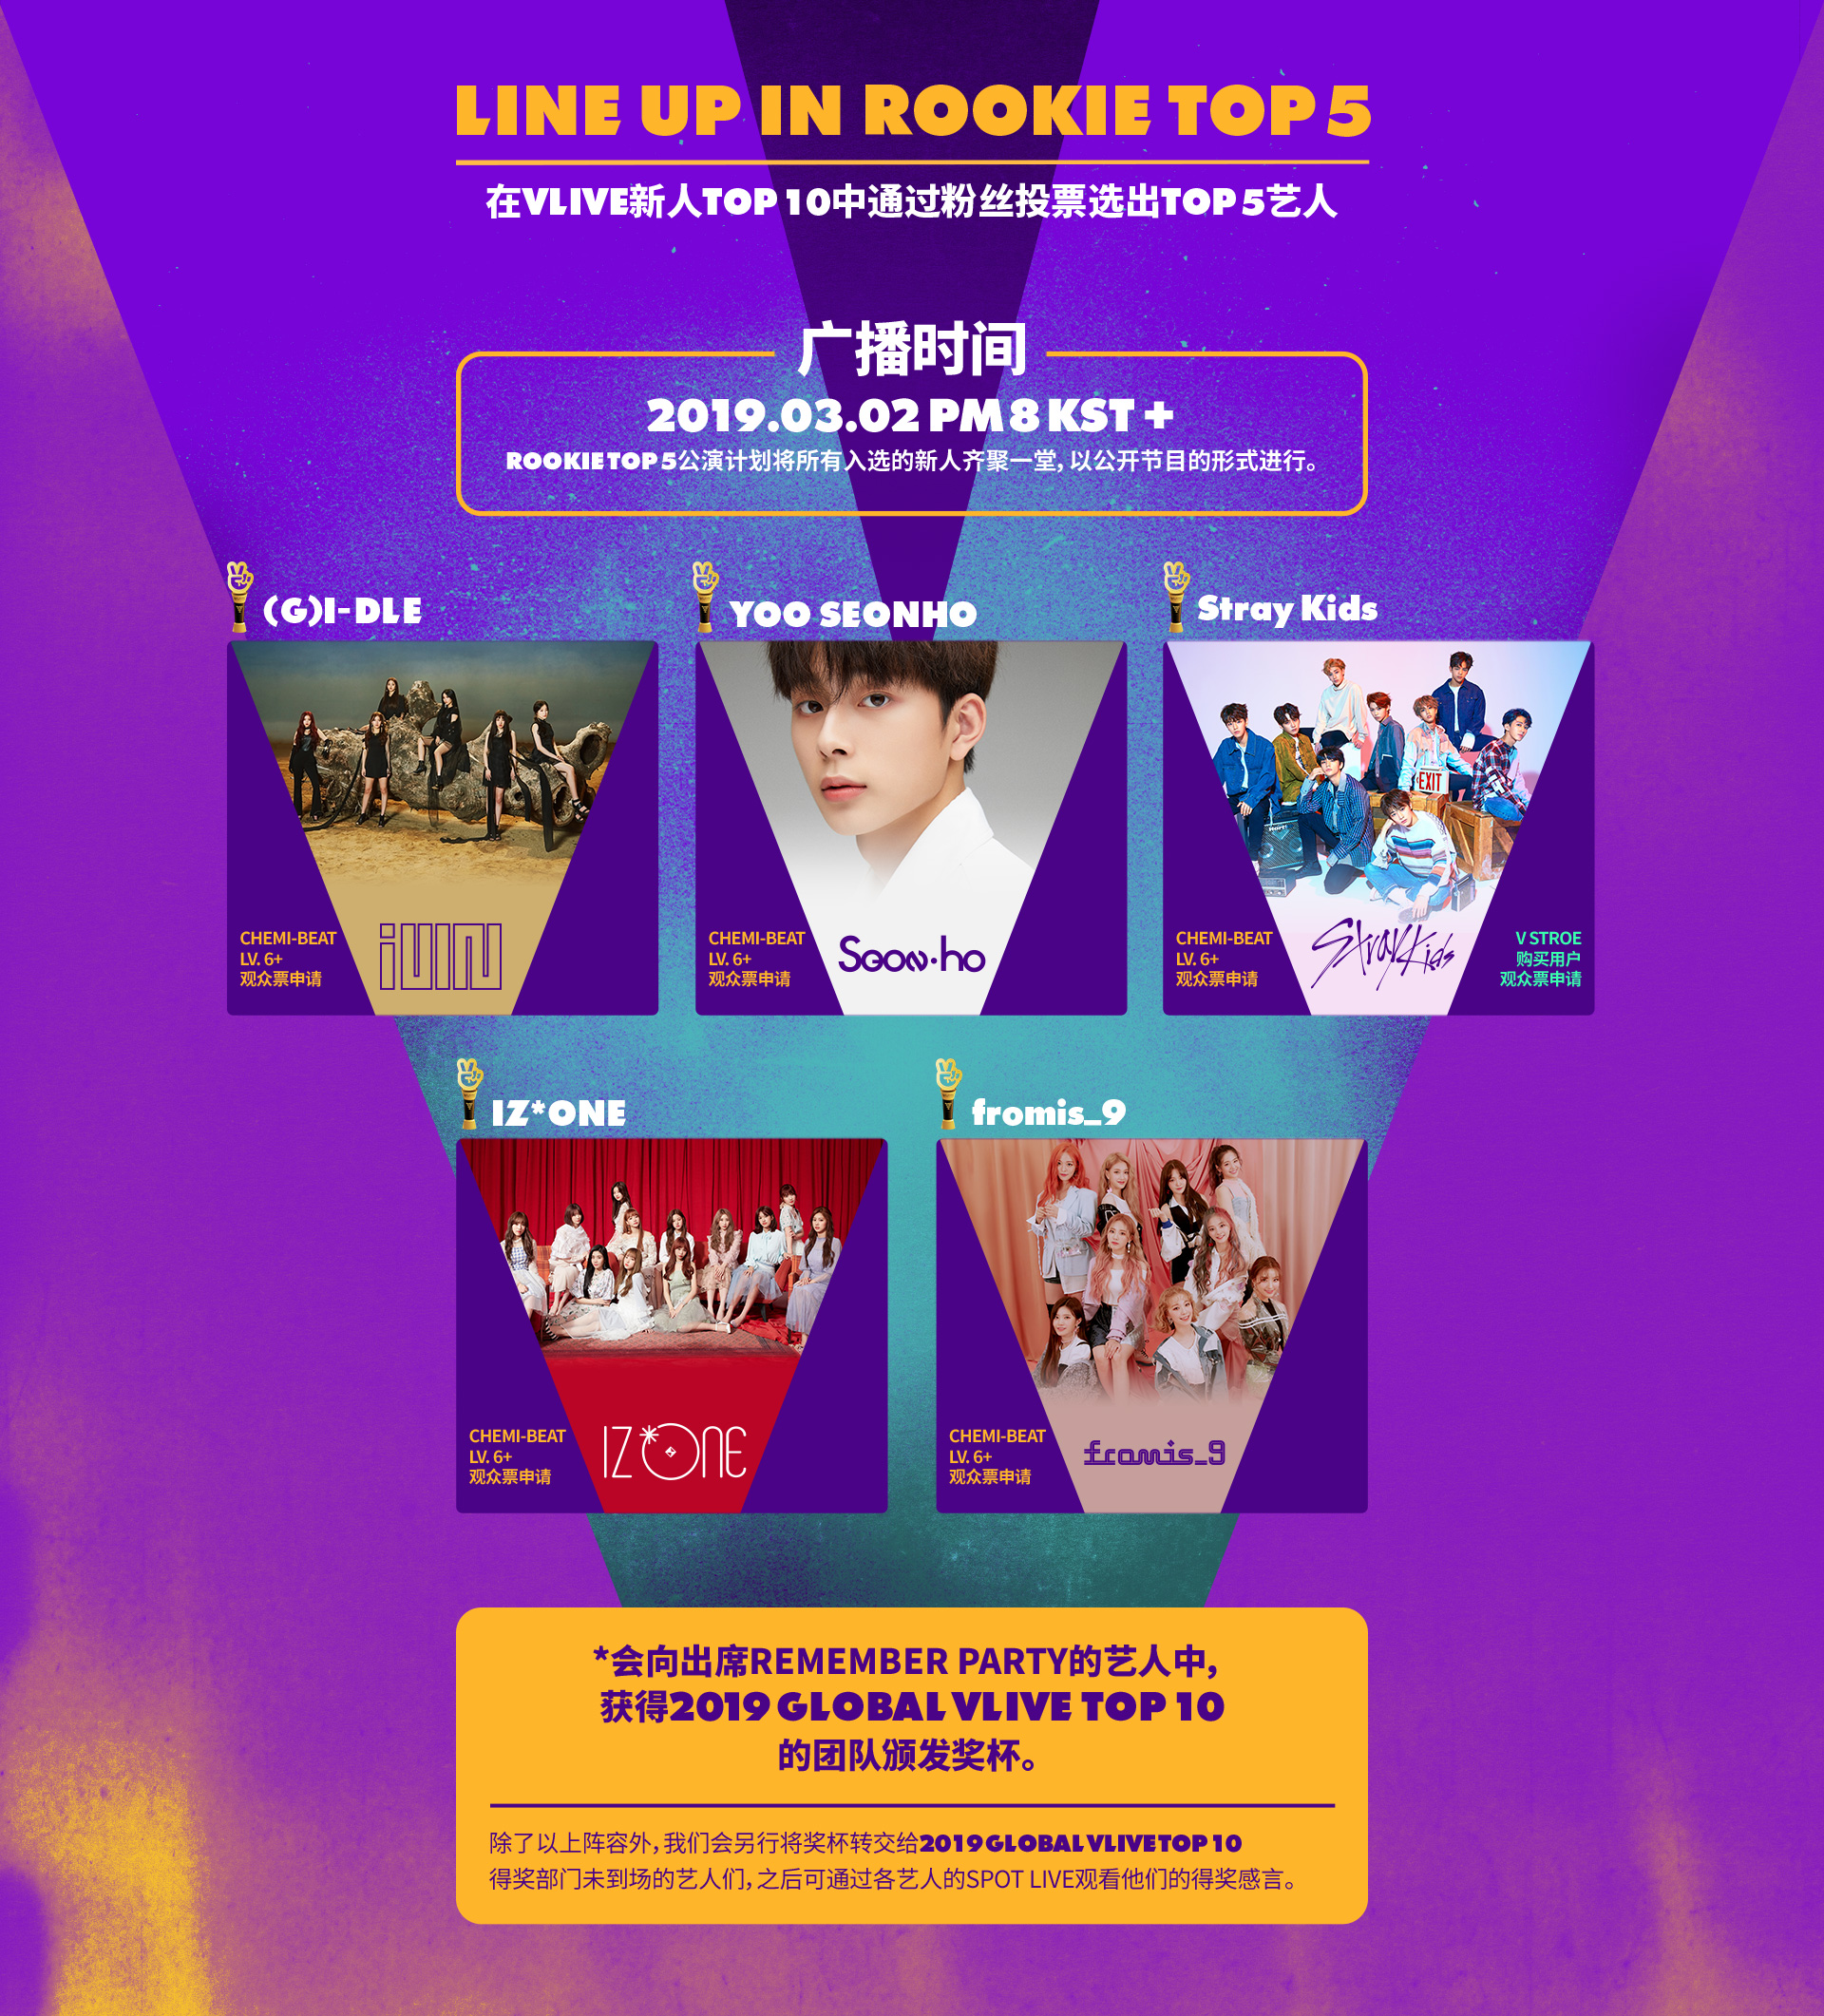 LINE UP IN ROOKIE TOP 5
在VLIVE新人TOP 10中通过粉丝投票选出TOP 5艺人
广播时间
2019.03.02 PM 8 KST +
ROOKIE TOP 5公演计划将所有入选的新人齐聚一堂, 以公开节目的形式进行。
(G)I-DLE
YOO SEONHO
Stray Kids
EXIT
CHEMI-BEAT
LV. 6+
观众票申请
CHEMI-BEAT
LV. 6+
观众票申请
Seon·ho
CHEMI-BEAT
LV. 6+
观众票申请
Stray Kids
V STROE
购买用户
观众票申请
IZ*ONE
fromis_9
CHEMI-BEAT
LV. 6+
观众票申请
IZ*ONE
CHEMI-BEAT
LV. 6+
观众票申请
fromis_9
*会向出席REMEMBER PARTY的艺人中,
获得2019 GLOBAL VLIVE TOP 10
的团队颁发奖杯。
除了以上阵容外, 我们会另行将奖杯转交给2019 GLOBAL VLIVE TOP 10
得奖部门未到场的艺人们, 之后可通过各艺人的SPOT LIVE观看他们的得奖感言。